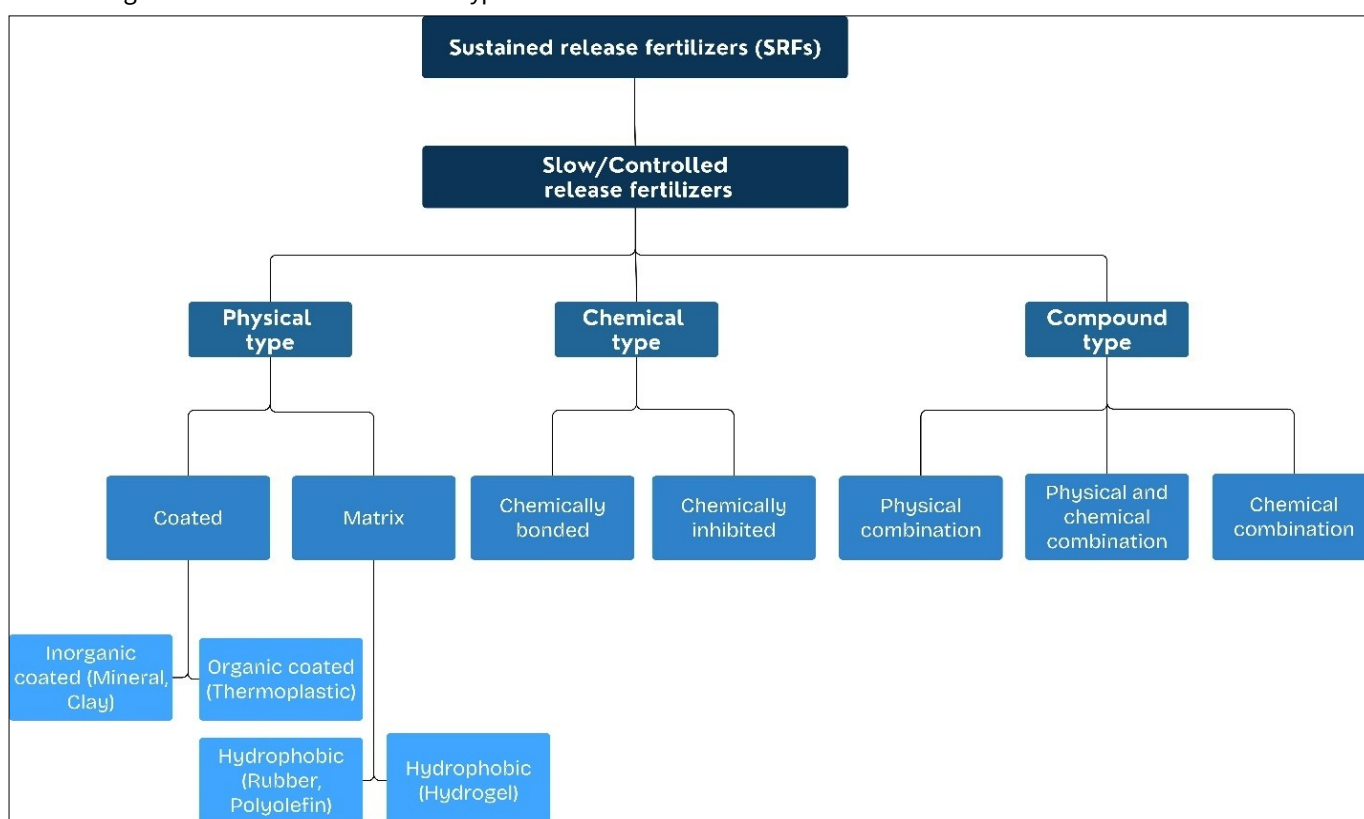 Sustained release fertilizers (SRFs)
Slow/Controlled
release fertilizers
Physical
type
Chemical
type
Compound
type
Coated
Matrix
Chemically
bonded
Chemically
inhibited
Physical
combination
Physical and
chemical
combination
Chemical
combination
Inorganic
coated (Mineral,
Clay)
Organic coated
(Thermoplastic)
Hydrophobic
(Rubber,
Polyolefin)
Hydrophobic
(Hydrogel)